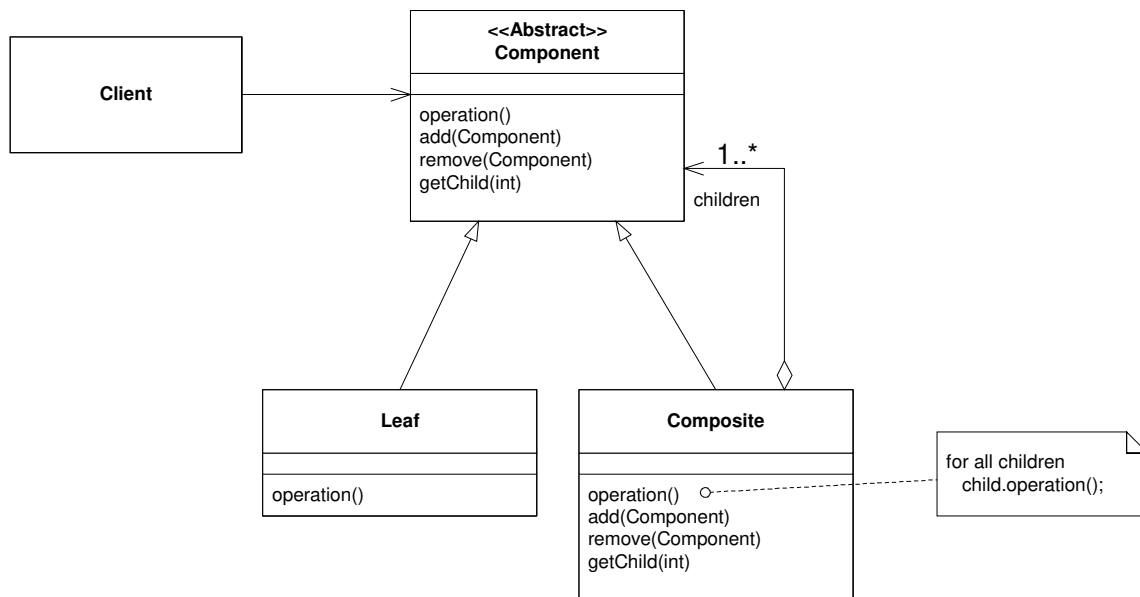 Client
<<Abstract>>
Component
operation()
add(Component)
remove(Component)
getChild(int)
1..*
children
Leaf
operation()
Composite
operation()
add(Component)
remove(Component)
getChild(int)
for all children
child.operation();